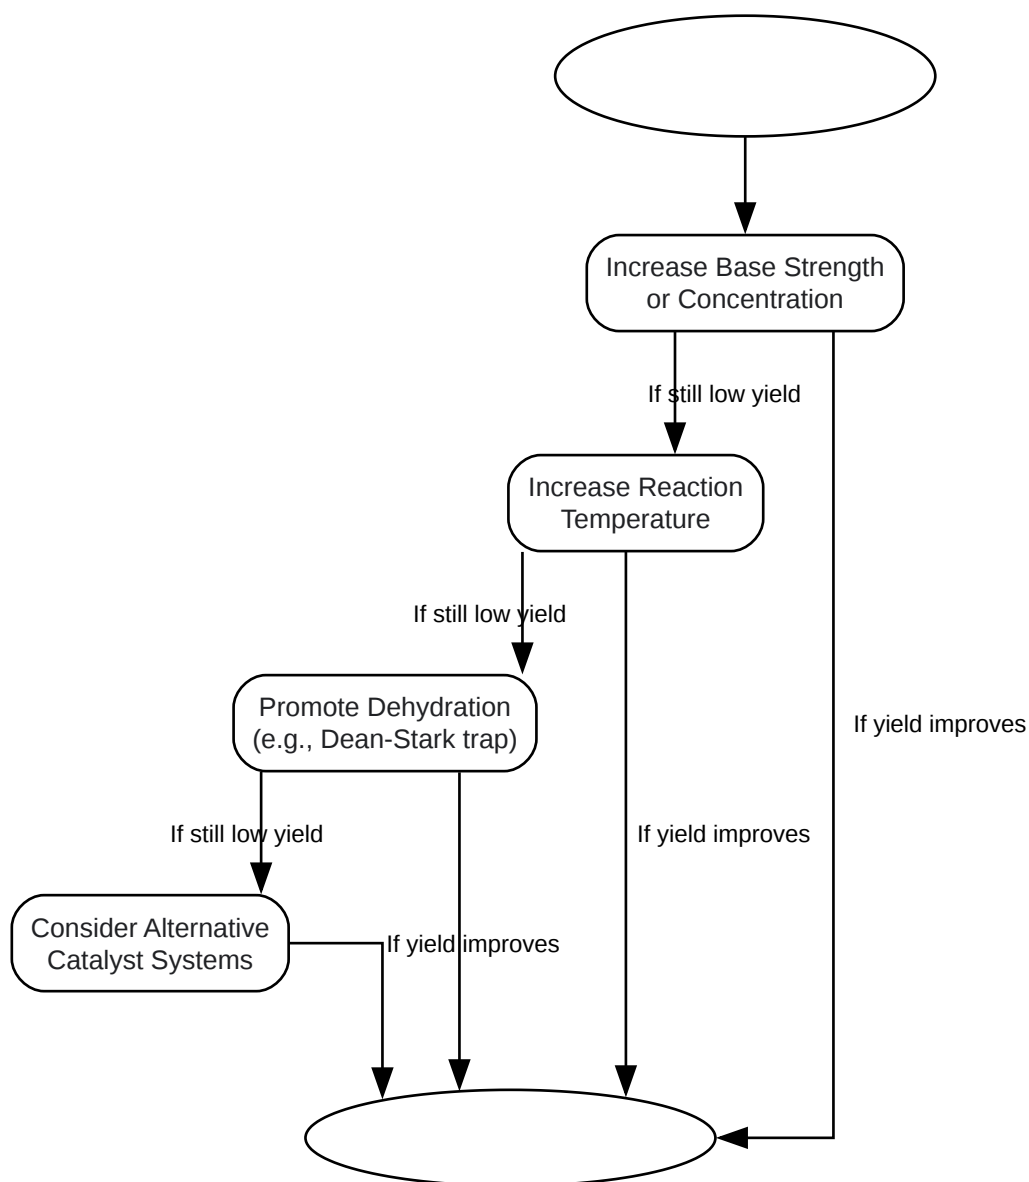 Increase Base Strength
or Concentration
If still low yield
Increase Reaction
Temperature
If still low yield
Promote Dehydration
(e.g., Dean-Stark trap)
If yield improves
If still low yield
If yield improves
Consider Alternative
Catalyst Systems
If yield improves